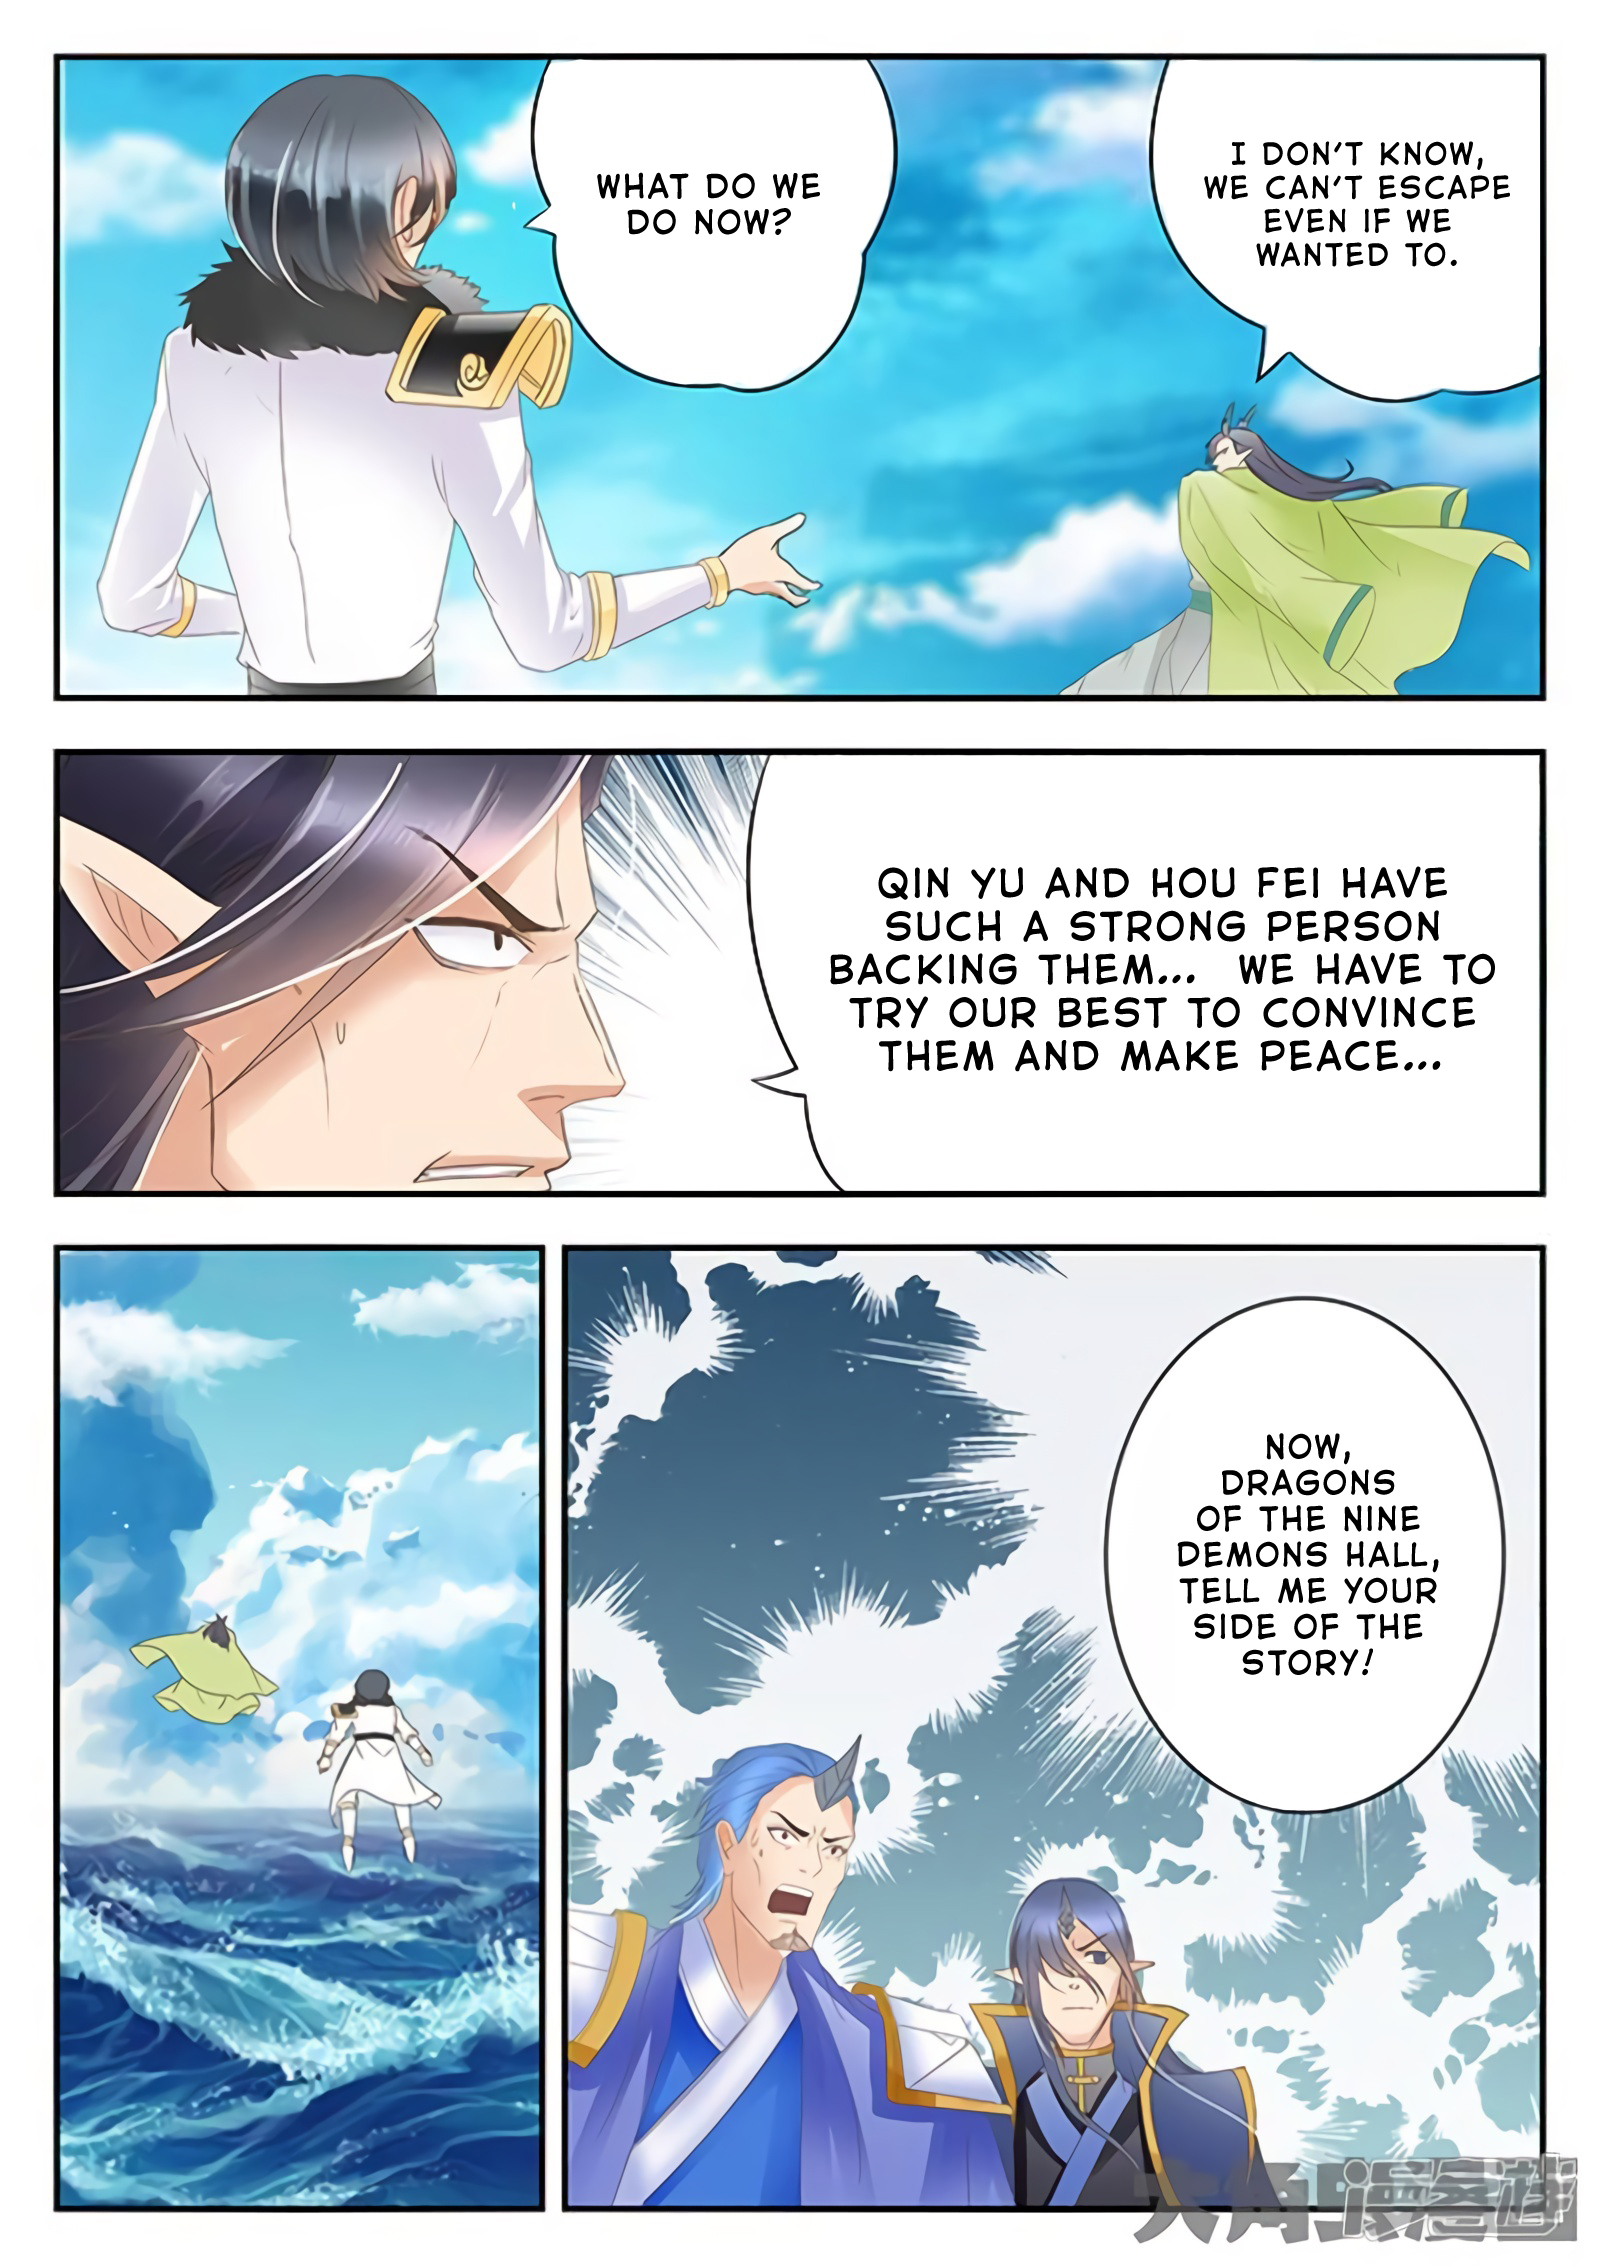 WHAT DO WE
DO NOW?
I DON'T KNOW,
WE CAN'T ESCAPE
EVEN IF WE
WANTED TO.
QIN YU AND HOU FEI HAVE
SUCH A STRONG PERSON
BACKING THEM... WE HAVE TO
TRY OUR BEST TO CONVINCE
THEM AND MAKE PEACE...
NOW,
DRAGONS
OF THE NINE
DEMONS HALL,
TELL ME YOUR
SIDE OF THE
STORY!